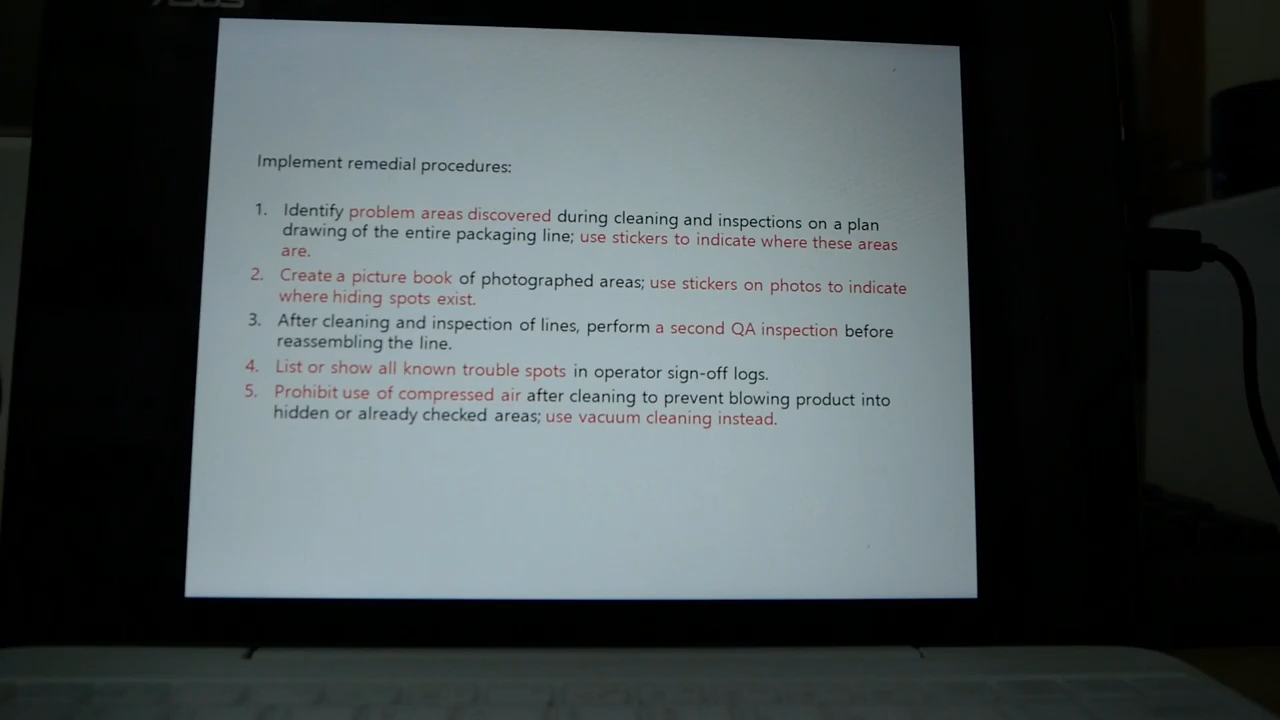 Implement remedial procedures:
1. Identify problem areas discovered during cleaning and inspections on a plan
drawing of the entire packaging line; use stickers to indicate where these areas
are.
2. Create a picture book of photographed areas; use stickers on photos to indicate
where hiding spots exist.
3. After cleaning and inspection of lines, perform a second QA inspection before
reassembling the line.
4. List or show all known trouble spots in operator sign-off logs.
5. Prohibit use of compressed air after cleaning to prevent blowing product into
hidden or already checked areas; use vacuum cleaning instead.